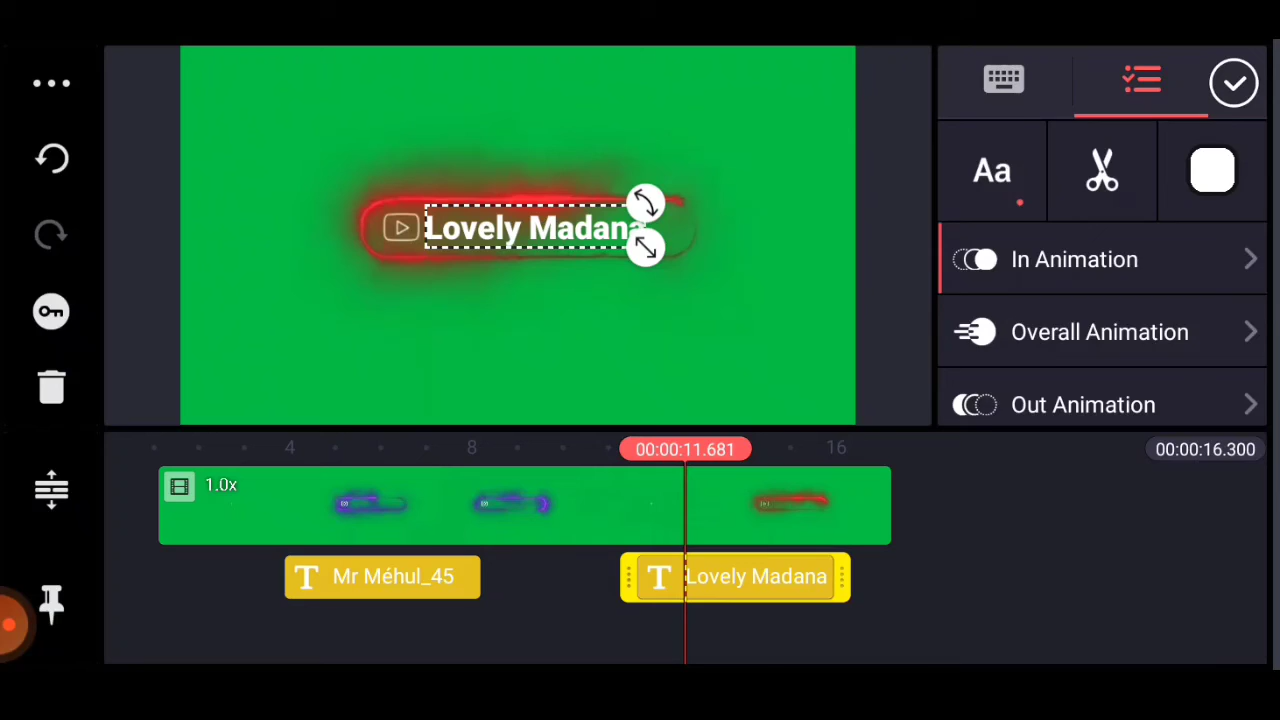 Lovely Madana
Aa
In Animation
Overall Animation
Out Animation
4
8
00:00:11.681
16
00:00:16.300
1.0x
Mr Méhul_45
Lovely Madana